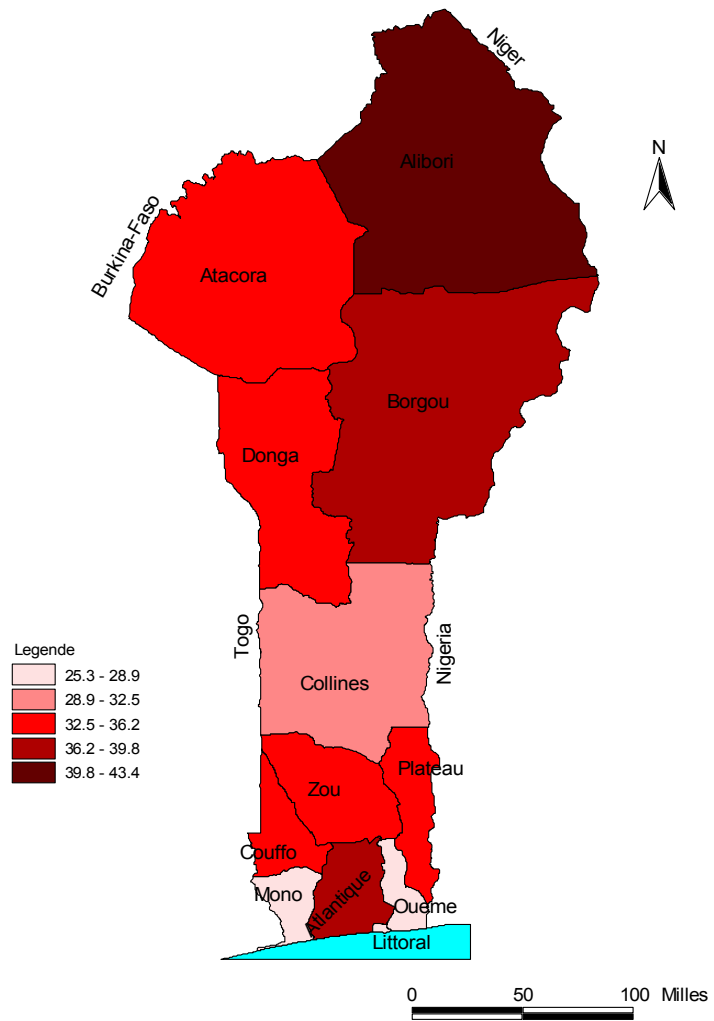 Niger
N
Alibori
Burkina-Faso
Atacora
Borgou
Donga
Togo
Nigeria
Legende
25.3 - 28.9
28.9 - 32.5
32.5 - 36.2
36.2 - 39.8
39.8 - 43.4
Collines
Plateau
Zou
Couffo
Mono
Atlantique
Oueme
Littoral
0 50 100 Milles